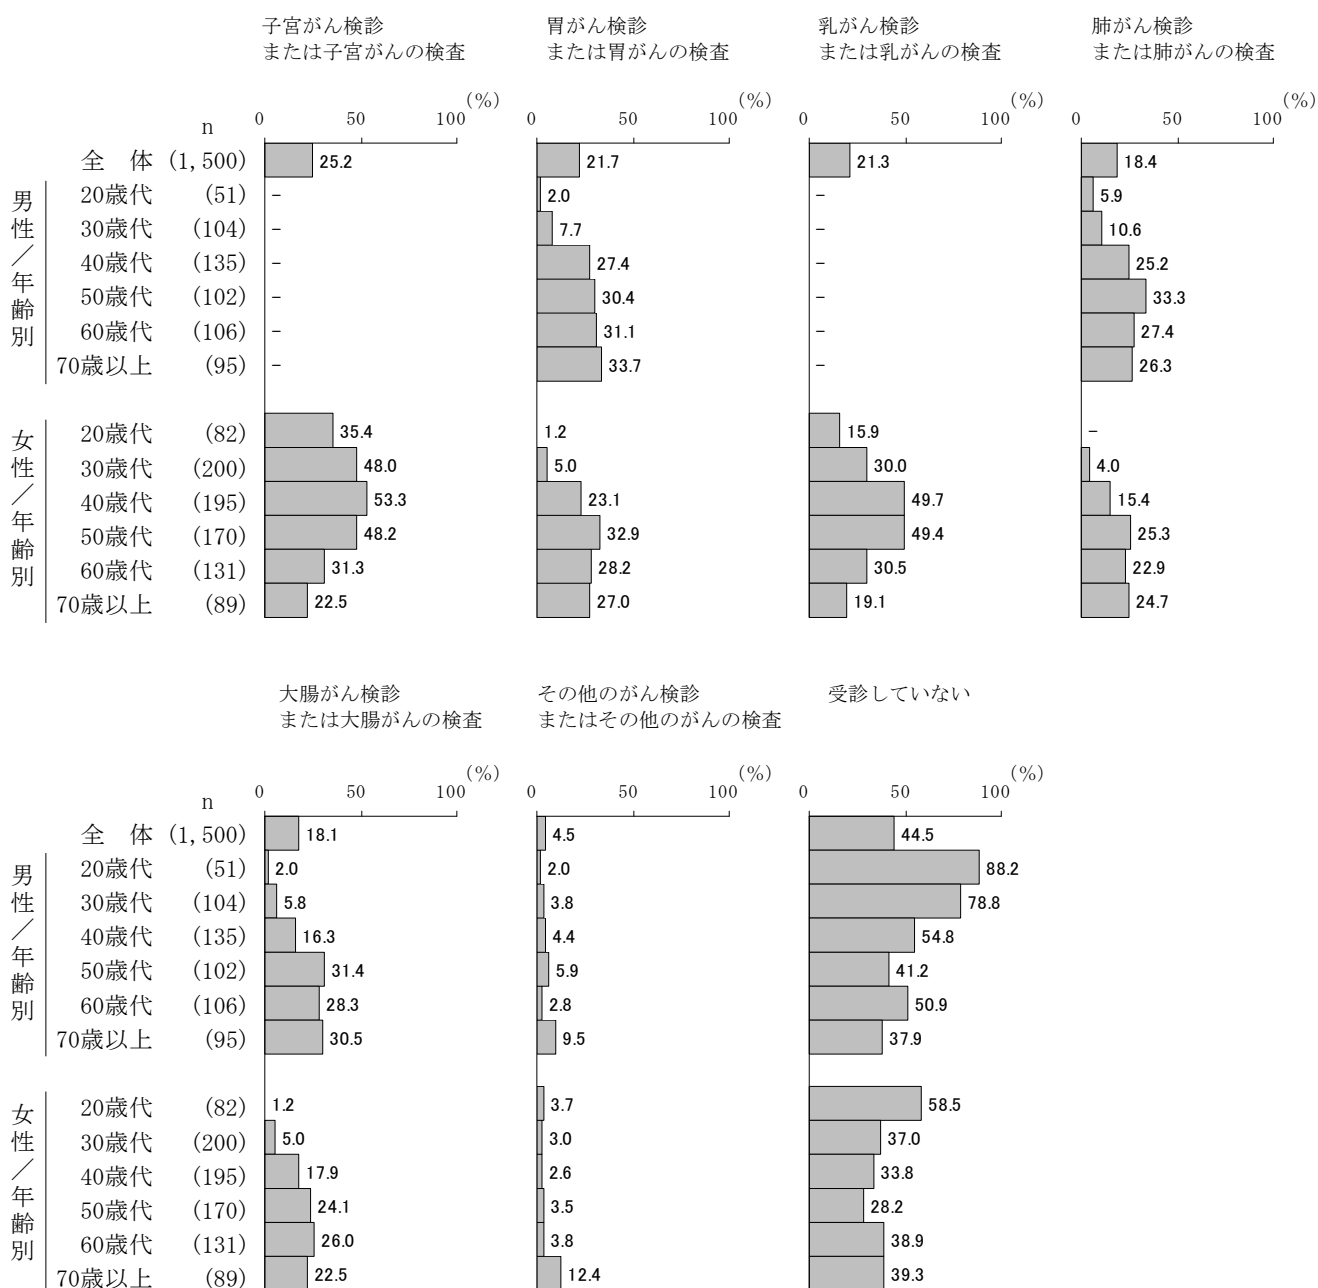 子宮がん検診
または子宮がんの検査
胃がん検診
または胃がんの検査
乳がん検診
または乳がんの検査
肺がん検診
または肺がんの検査
(%) (%) (%) (%)
n 0 50 100 0 50 100 0 50 100 0 50 100
全 体 (1,500) 25.2 21.7 21.3 18.4
男性／年齢別
20歳代 (51) － 2.0 － 5.9
30歳代 (104) － 7.7 － 10.6
40歳代 (135) － 27.4 － 25.2
50歳代 (102) － 30.4 － 33.3
60歳代 (106) － 31.1 － 27.4
70歳以上 (95) － 33.7 － 26.3
女性／年齢別
20歳代 (82) 35.4 1.2 15.9 －
30歳代 (200) 48.0 5.0 30.0 4.0
40歳代 (195) 53.3 23.1 49.7 15.4
50歳代 (170) 48.2 32.9 49.4 25.3
60歳代 (131) 31.3 28.2 30.5 22.9
70歳以上 (89) 22.5 27.0 19.1 24.7
大腸がん検診
または大腸がんの検査
その他のがん検診
またはその他のがんの検査
受診していない
(%) (%) (%)
n 0 50 100 0 50 100 0 50 100
全 体 (1,500) 18.1 4.5 44.5
男性／年齢別
20歳代 (51) 2.0 2.0 88.2
30歳代 (104) 5.8 3.8 78.8
40歳代 (135) 16.3 4.4 54.8
50歳代 (102) 31.4 5.9 41.2
60歳代 (106) 28.3 2.8 50.9
70歳以上 (95) 30.5 9.5 37.9
女性／年齢別
20歳代 (82) 1.2 3.7 58.5
30歳代 (200) 5.0 3.0 37.0
40歳代 (195) 17.9 2.6 33.8
50歳代 (170) 24.1 3.5 28.2
60歳代 (131) 26.0 3.8 38.9
70歳以上 (89) 22.5 12.4 39.3